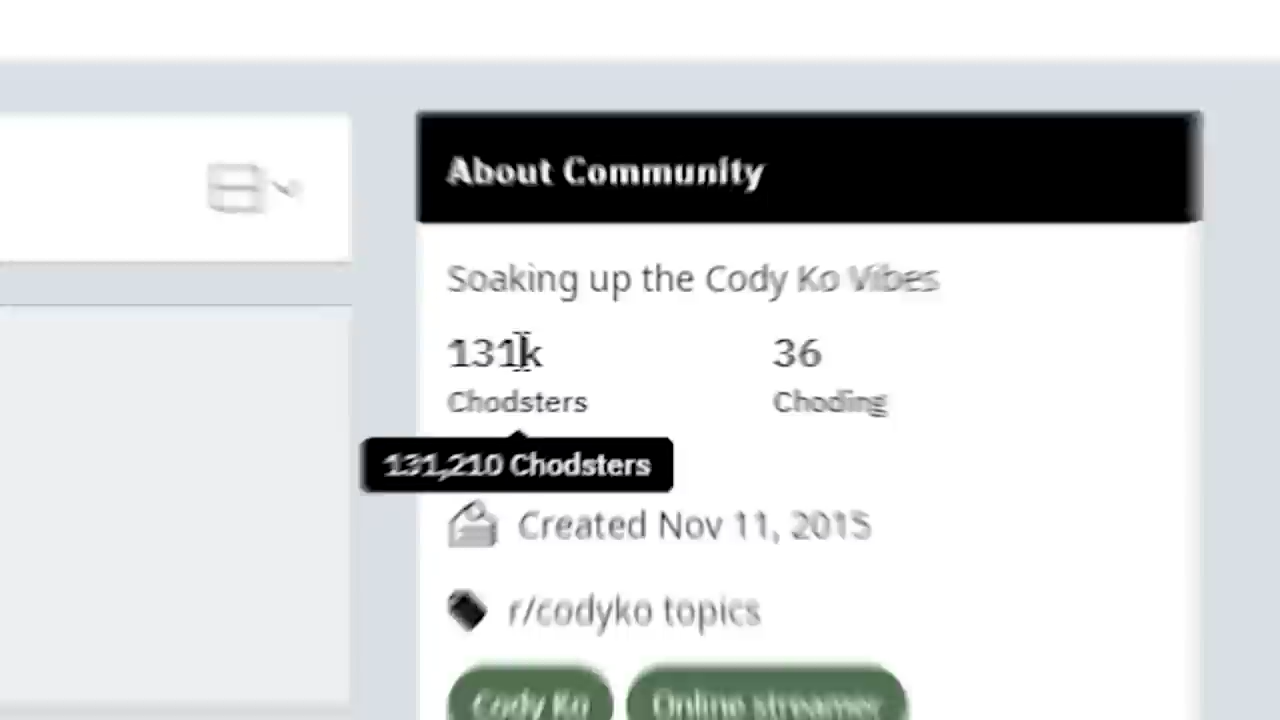 About Community
Soaking up the Cody Ko Vibes
131k
36
Chodsters
Choding
131,210 Chodsters
Created Nov 11, 2015
r/codyko topics
Cody Ko
Online streamer